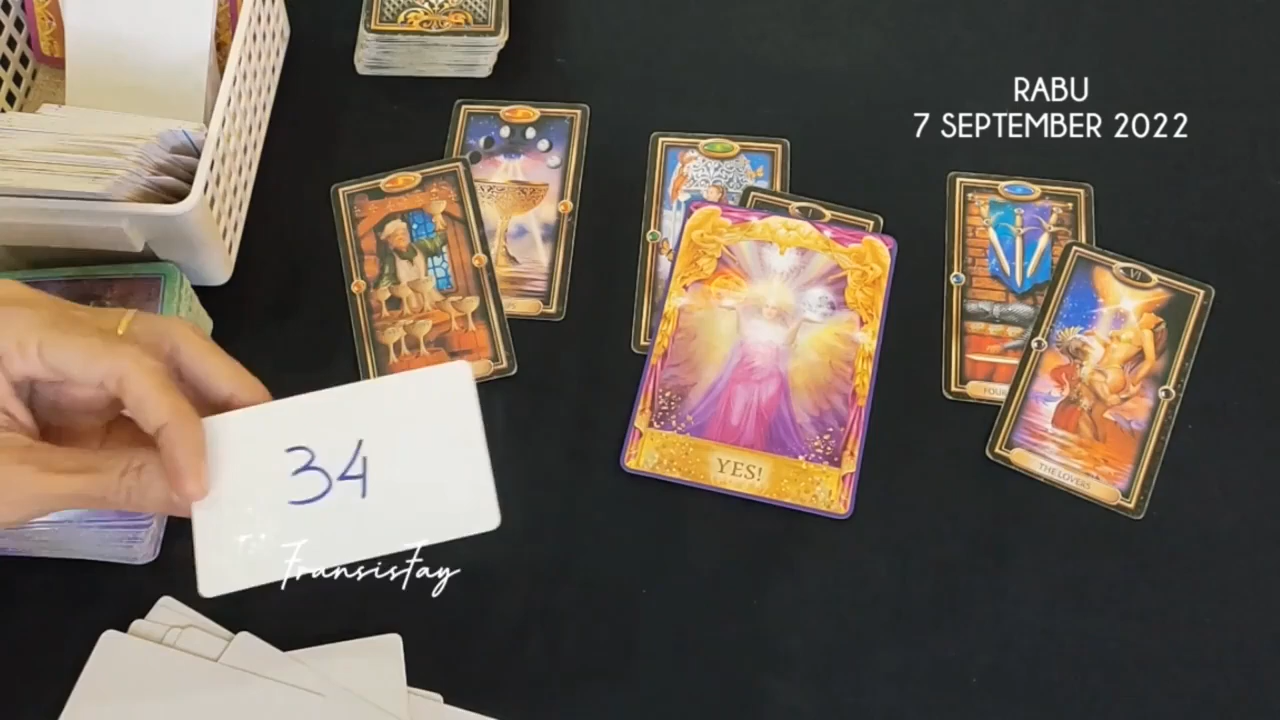 RABU
7 SEPTEMBER 2022
YES!
FOUR
VI
THE LOVERS
34
FransisFay